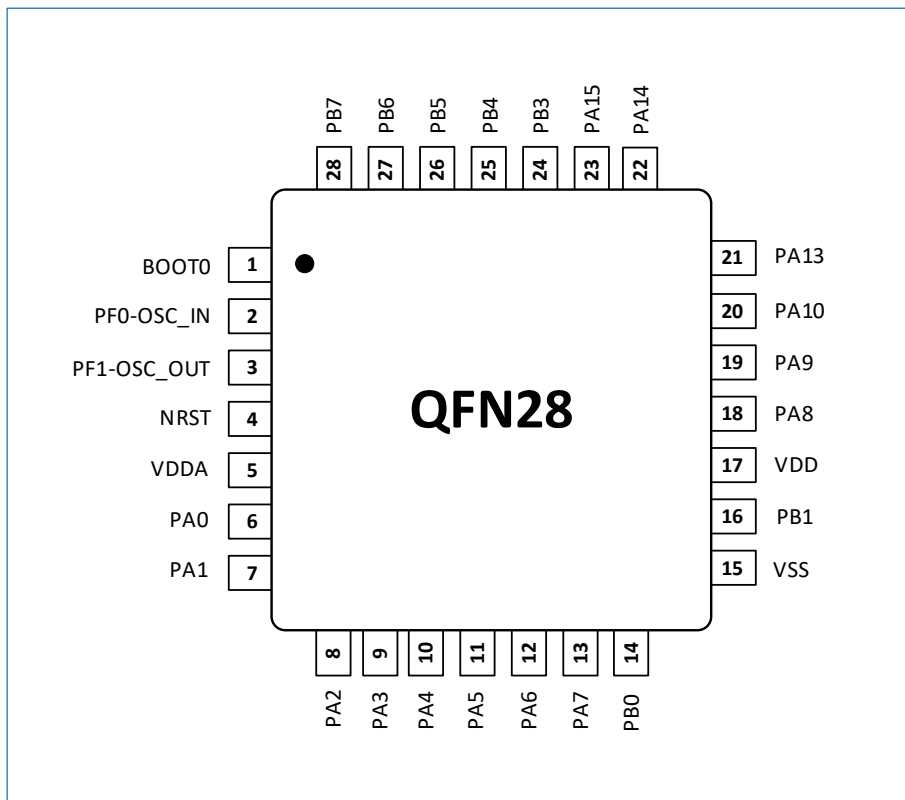 PB7 PB6 PB5 PB4 PB3 PA15 PA14
28 27 26 25 24 23 22
BOOT0 1
PF0-OSC_IN 2
PF1-OSC_OUT 3
NRST 4
VDDA 5
PA0 6
PA1 7
QFN28
21 PA13
20 PA10
19 PA9
18 PA8
17 VDD
16 PB1
15 VSS
8 9 10 11 12 13 14
PA2 PA3 PA4 PA5 PA6 PA7 PB0